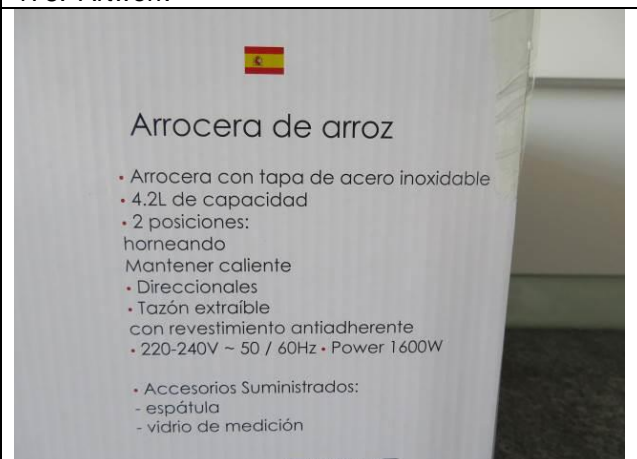 Arrocera de arroz
• Arrocera con tapa de acero inoxidable
• 4.2L de capacidad
• 2 posiciones:
horneando
Mantener caliente
• Direccionales
• Tazón extraíble
con revestimiento antiadherente
• 220-240V ~ 50 / 60Hz • Power 1600W
• Accesorios Suministrados:
- espátula
- vidrio de medición